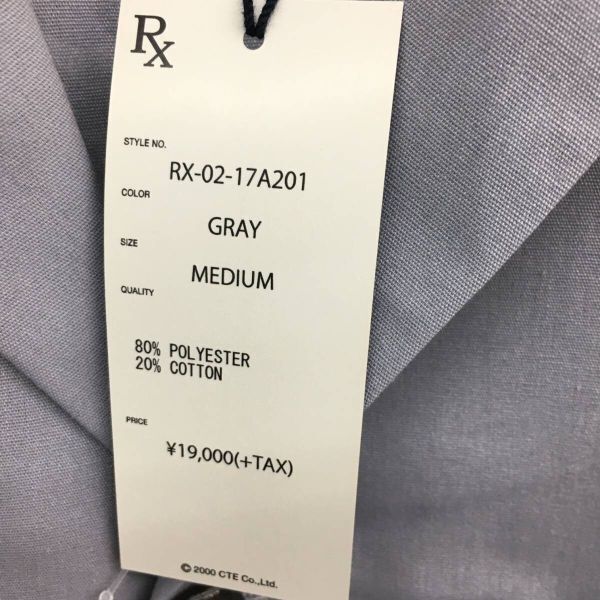 Rx
STYLE NO.
RX-02-17A201
COLOR
GRAY
SIZE
MEDIUM
QUALITY
80% POLYESTER
20% COTTON
PRICE
¥19,000(+TAX)
© 2000 CTE Co.,Ltd.